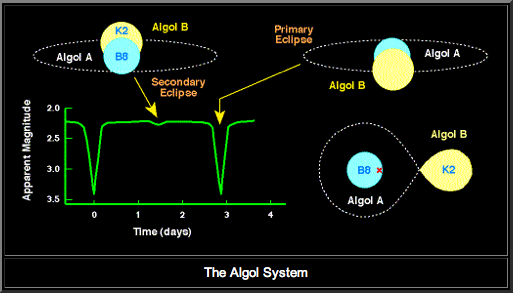 K2
Algol B
Algol A
B8
Secondary
Eclipse
Primary
Eclipse
Algol A
Algol B
Apparent Magnitude
2.0
2.5
3.0
3.5
0
1
2
3
4
Time (days)
Algol B
B8
x
K2
Algol A
The Algol System